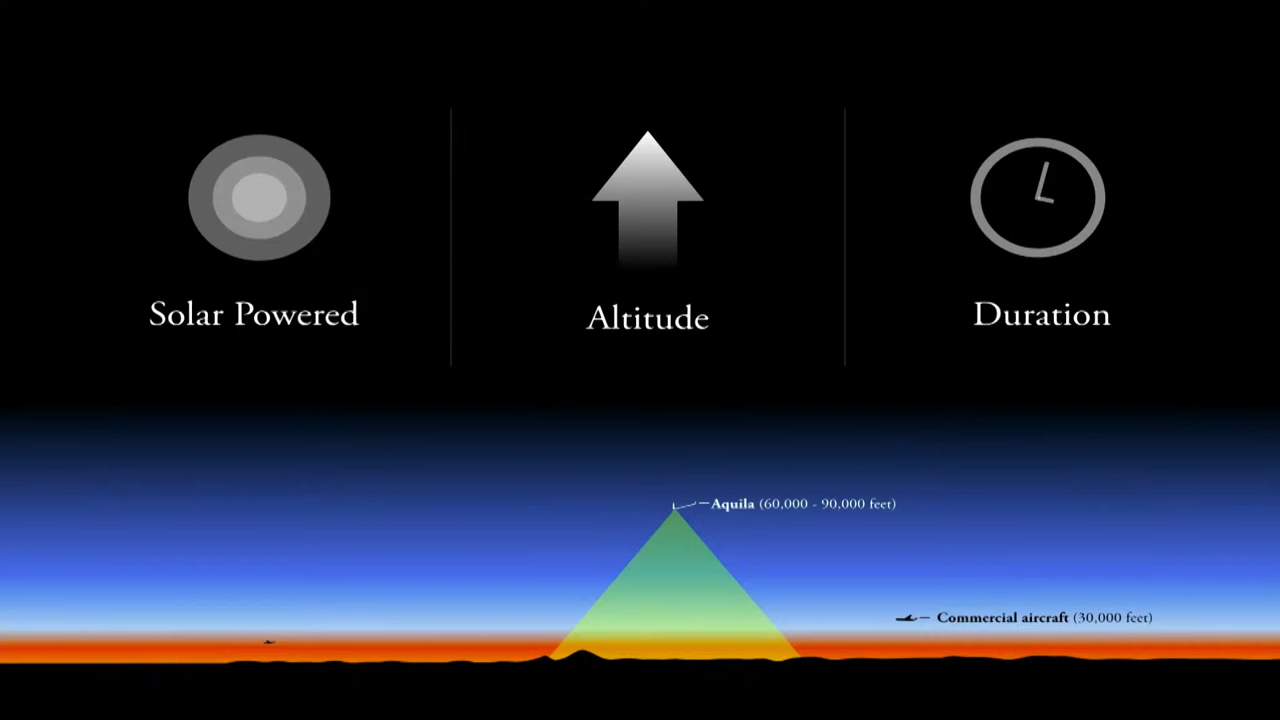 Solar Powered
Altitude
Duration
Aquila (60,000 - 90,000 feet)
Commercial aircraft (30,000 feet)